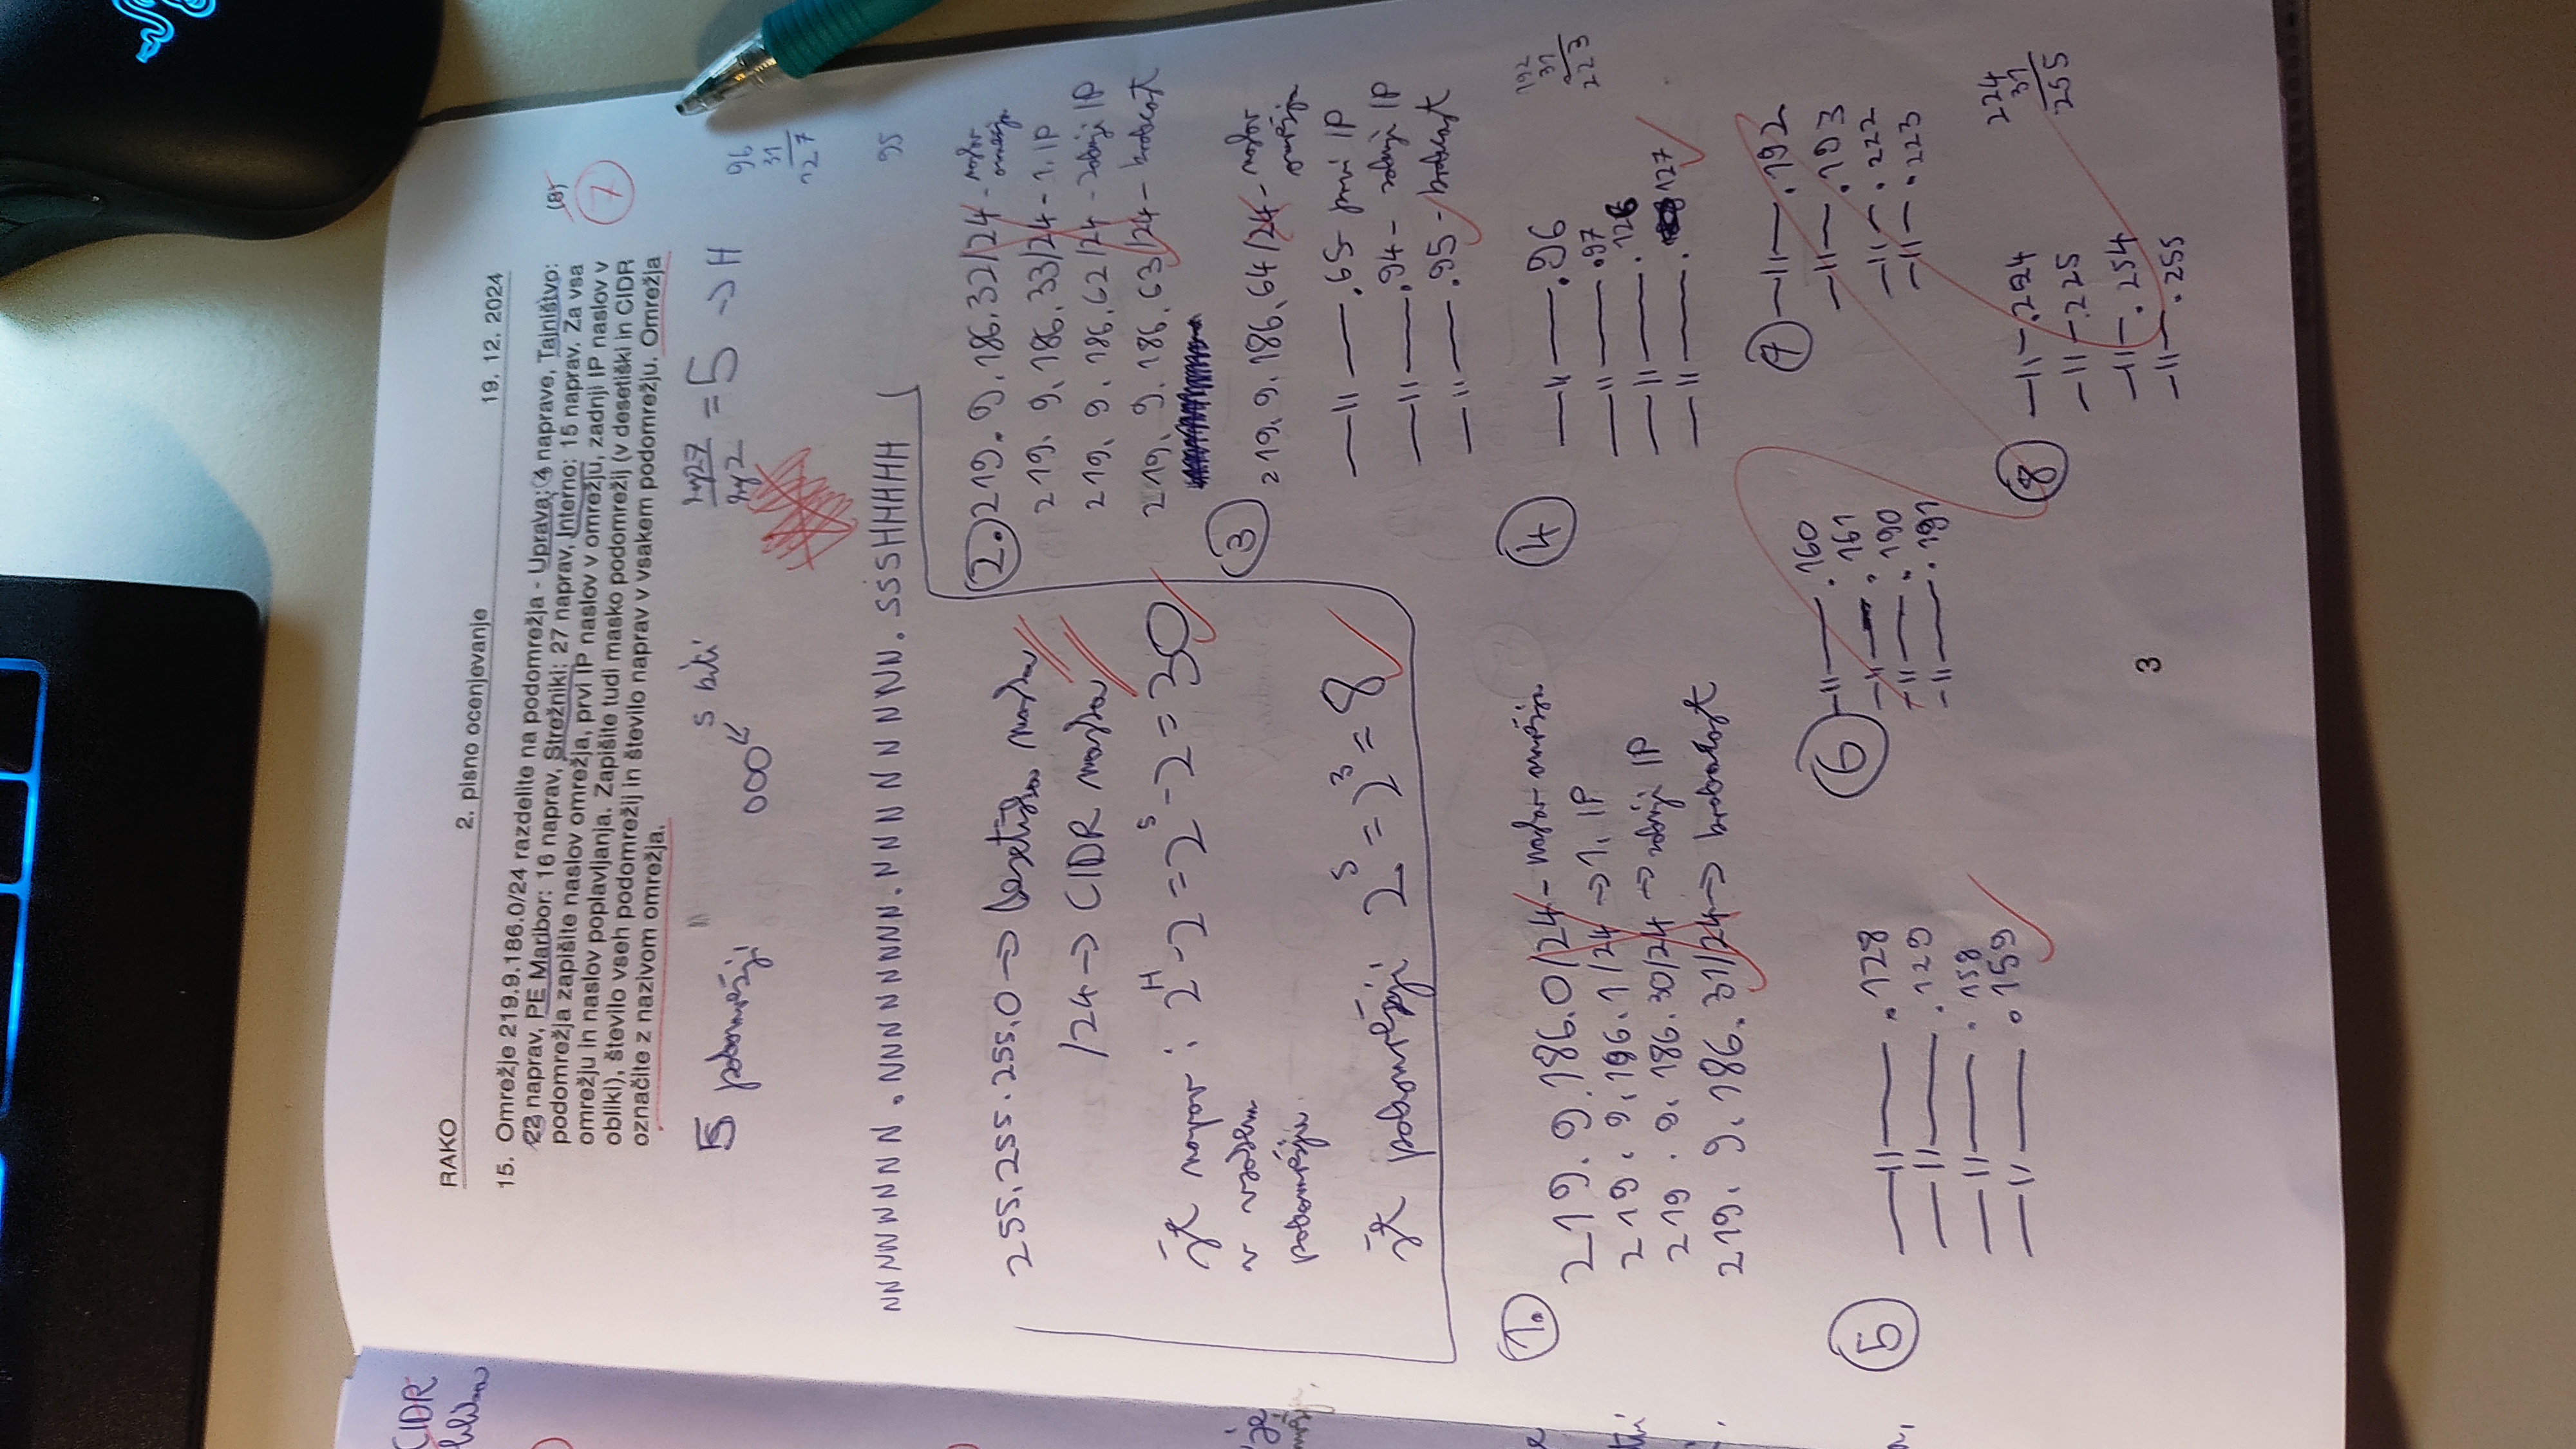 CIDR
RAKO
2. pisno ocenjevanje
19. 12. 2024
15. Omrežje 219.9.186.0/24 razdelite na podomrežja - Uprava: 4 naprave, Tajništvo:
22 naprav, PE Maribor: 16 naprav, Strežniki: 27 naprav, Interno: 15 naprav. Za vsa
podomrežja zapišite naslov omrežja, prvi IP naslov v omrežju, zadnji IP naslov v
omrežju in naslov poplavljanja. Zapišite tudi masko podomrežij (v desetiški in CIDR
obliki), število vseh podomrežij in število naprav v vsakem podomrežju. Omrežja
označite z nazivom omrežja.
(8)
7
5 podomrežji
000
5 biti
log27
log2
= 5 -> H
96
31
127
NNNNNNNN.NNNNNNNN.NNNNNNNN.SSSHHHHH
95
255.255.255.0 -> desetiška maska
/24 -> CIDR maska
št naprav : 2^H - 2 = 2^5 - 2 = 30
v vsakem
podomrežju
št podomrežji 2^S = 2^3 = 8
1.
219.9.186.0/24 - naslov omrežja
219.9.196.1/24 -> 1. IP
219.9.186.30/24 -> zadnji IP
219.9.186.31/24 -> brodcast
2.
219.9.186.32/24 - naslov omrežja
219.9.186.33/24 - 1. IP
219.9.186.62/24 - zadnji IP
219.9.186.63/24 - brodcast
3
219.9.186.64/24 - naslov omrežja
—||— .65 - prvi IP
—||— .94 - zadnji IP
—||— .95 - brodcast
4
—||— .96
—||— .97
—||— .126
—||— .127
192
31
223
5
—||— .128
—||— .129
—||— .158
—||— .159
6
—||— .160
—||— .161
—||— .190
—||— .191
7
—||— .192
—||— .193
—||— .222
—||— .223
8
—||— .224
—||— .225
—||— .254
—||— .255
224
31
255
3